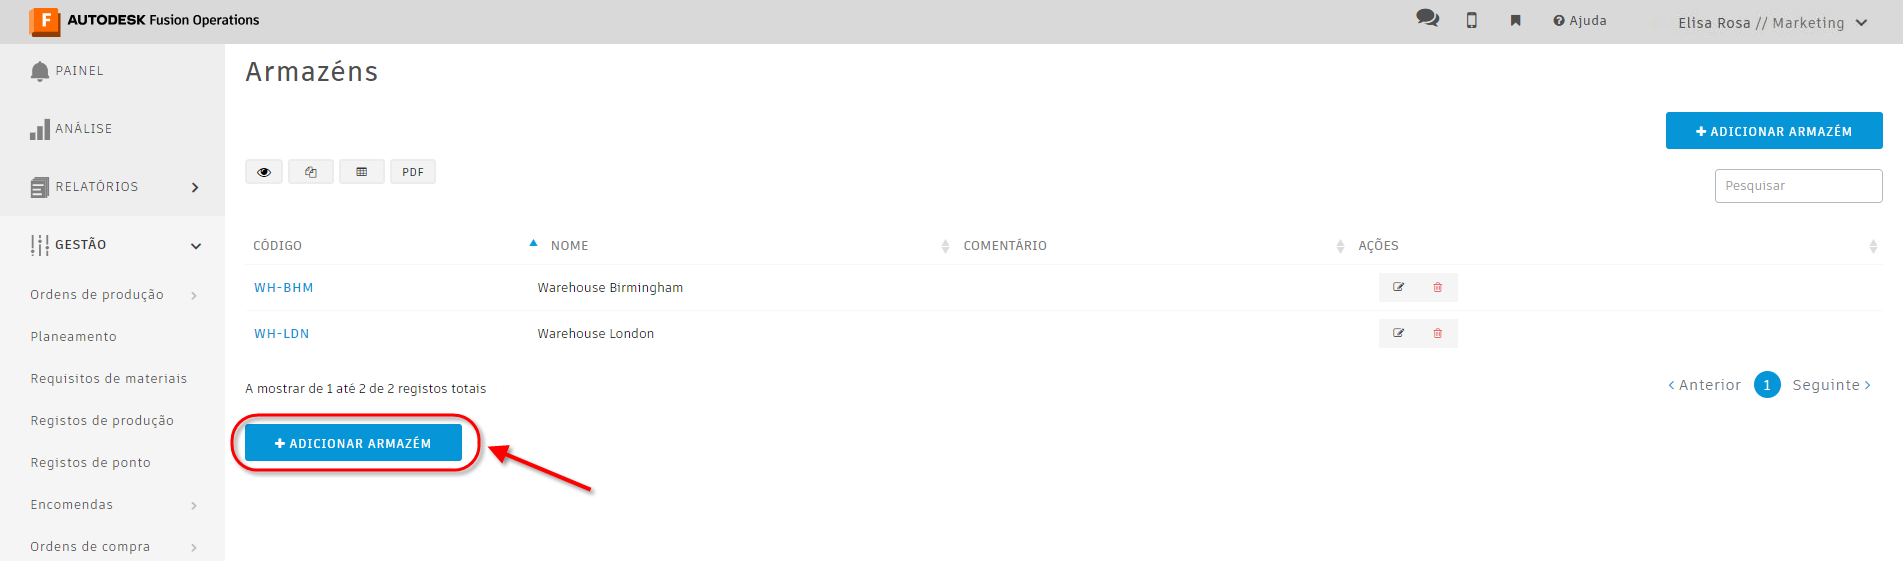 F AUTODESK Fusion Operations
Ajuda
Elisa Rosa // Marketing
PAINEL
ANÁLISE
RELATÓRIOS
GESTÃO
Ordens de produção
Planeamento
Requisitos de materiais
Registos de produção
Registos de ponto
Encomendas
Ordens de compra
Armazéns
+ ADICIONAR ARMAZÉM
PDF
Pesquisar
CÓDIGO NOME COMENTÁRIO AÇÕES
WH-BHM Warehouse Birmingham
WH-LDN Warehouse London
A mostrar de 1 até 2 de 2 registos totais
< Anterior 1 Seguinte >
+ ADICIONAR ARMAZÉM